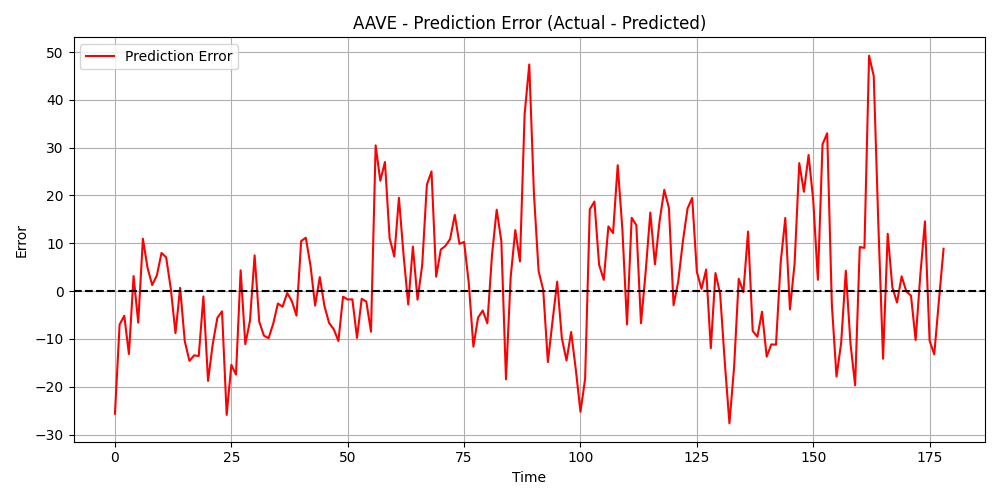 AAVE - Prediction Error (Actual - Predicted)
Prediction Error
50
40
30
20
10
0
−10
−20
−30
Error
0 25 50 75 100 125 150 175
Time